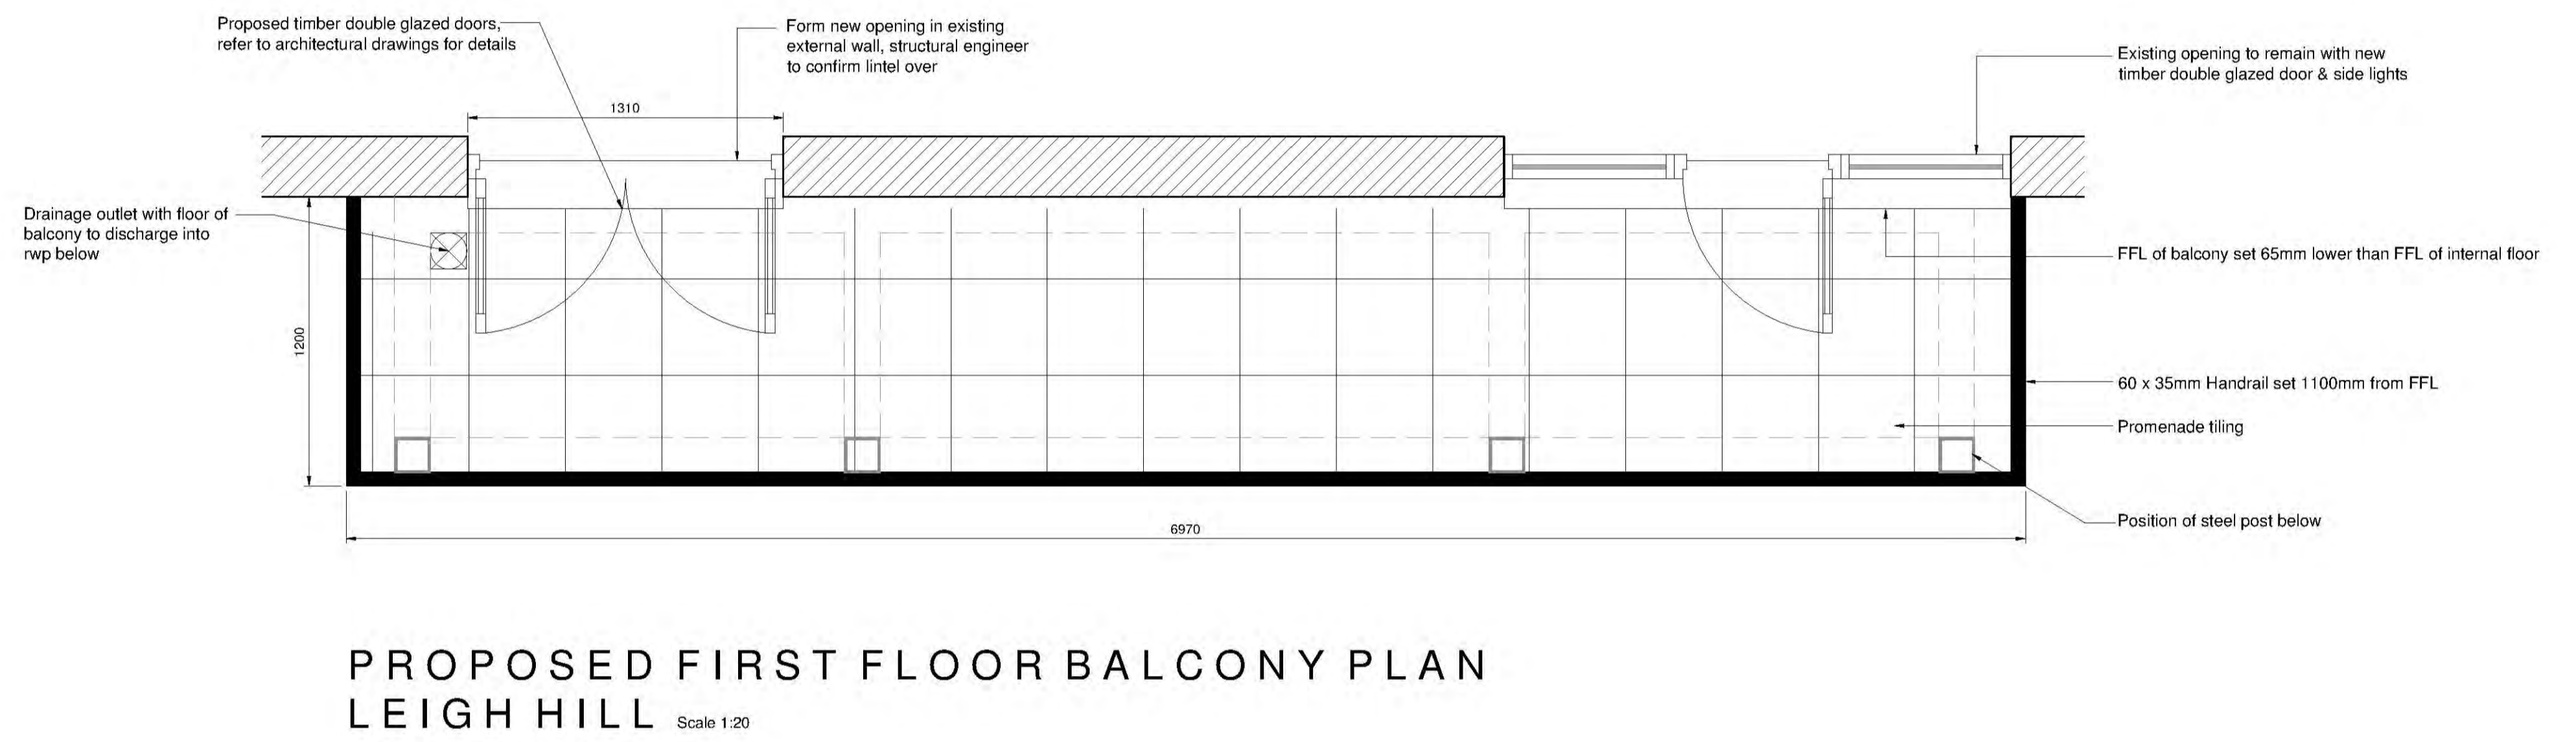 Proposed timber double glazed doors,
refer to architectural drawings for details
Form new opening in existing
external wall, structural engineer
to confirm lintel over
Existing opening to remain with new
timber double glazed door & side lights
1310
Drainage outlet with floor of
balcony to discharge into
rwp below
FFL of balcony set 65mm lower than FFL of internal floor
1200
60 x 35mm Handrail set 1100mm from FFL
Promenade tiling
Position of steel post below
6970
PROPOSED FIRST FLOOR BALCONY PLAN
LEIGH HILL Scale 1:20